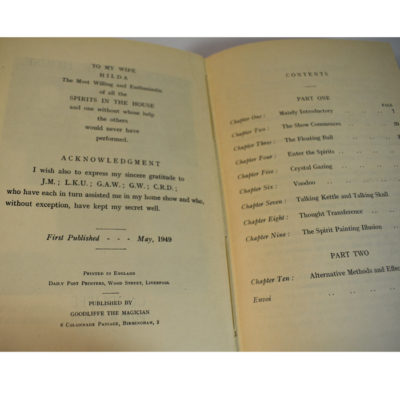 TO MY WIFE
HILDA
The Most Willing and Enthusiastic
of all the
SPIRITS IN THE HOUSE
and one without whose help
the others
would never have
performed.
ACKNOWLEDGMENT
I wish also to express my sincere gratitude to
J.M.; L.K.U.; G.A.W.; G.W.; C.R.D.;
who have each in turn assisted me in my home show and who,
without exception, have kept my secret well.
First Published - - - May, 1949
PRINTED IN ENGLAND
DAILY POST PRINTERS, WOOD STREET, LIVERPOOL
PUBLISHED BY
GOODLIFFE THE MAGICIAN
8 COLONNADE PASSAGE, BIRMINGHAM, 2
CONTENTS
PART ONE
PAGE
Chapter One: Mainly Introductory .. .. 1
Chapter Two: The Show Commences .. ..
Chapter Three: The Floating Ball .. ..
Chapter Four: Enter the Spirits .. ..
Chapter Five: Crystal Gazing .. ..
Chapter Six: Voodoo .. .. ..
Chapter Seven: Talking Kettle and Talking Skull
Chapter Eight: Thought Transference .. ..
Chapter Nine: The Spirit Painting Illusion ..
PART TWO
Chapter Ten: Alternative Methods and
Envoi .. .. .. ..